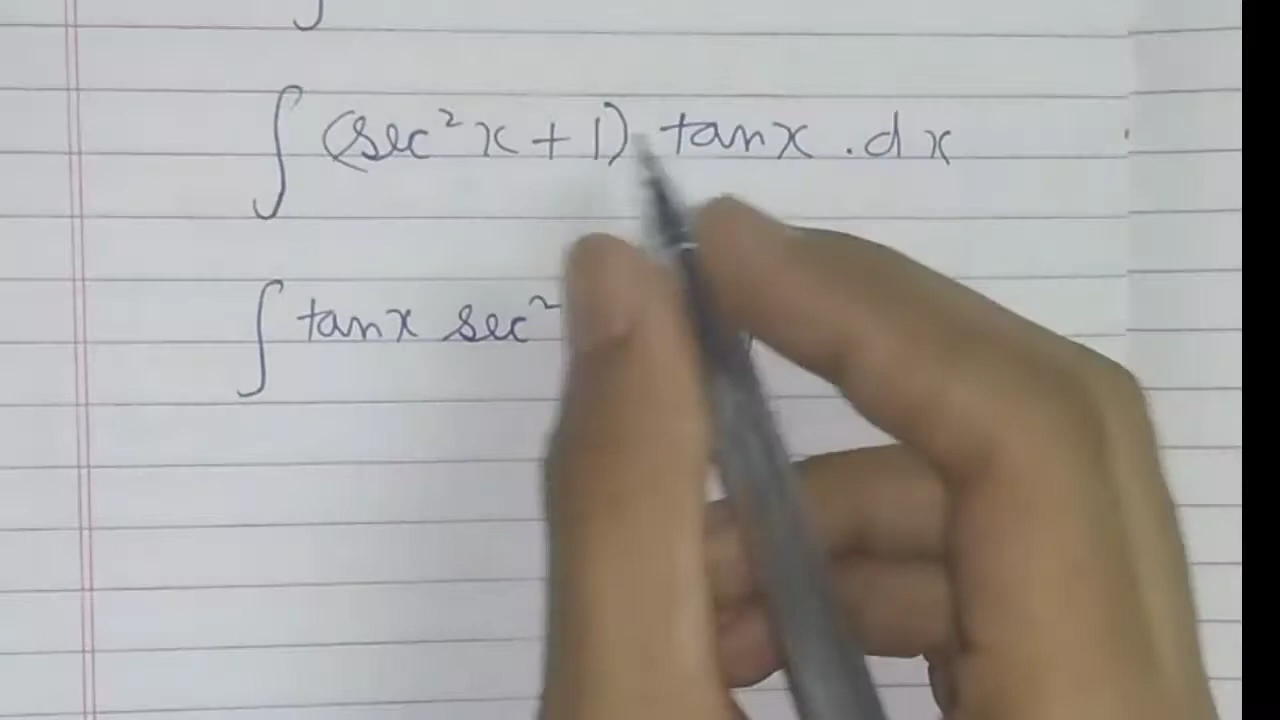 ∫ (sec²x + 1) tanx . dx
∫ tanx sec²